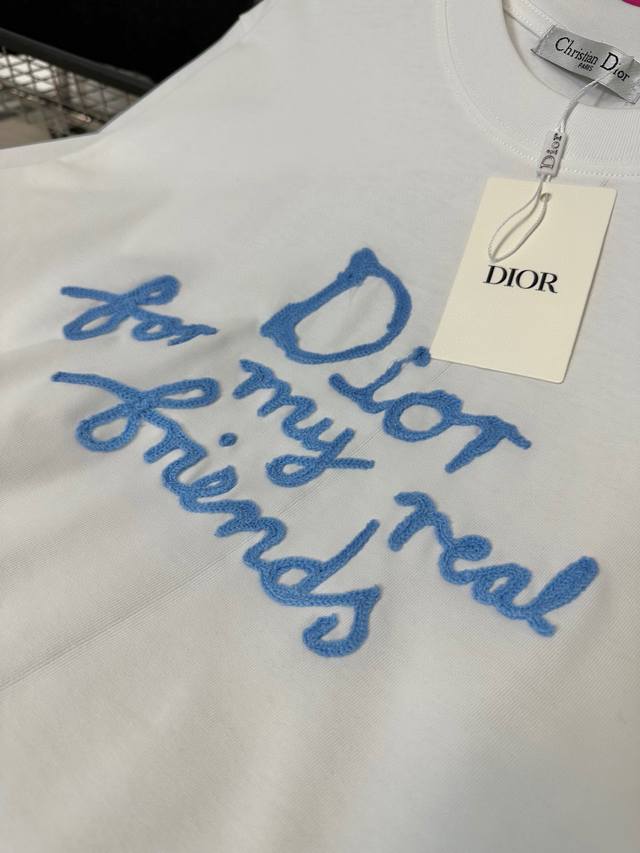 Christian Dior
PARIS
Dior
DIOR
Dior
for my real
friends